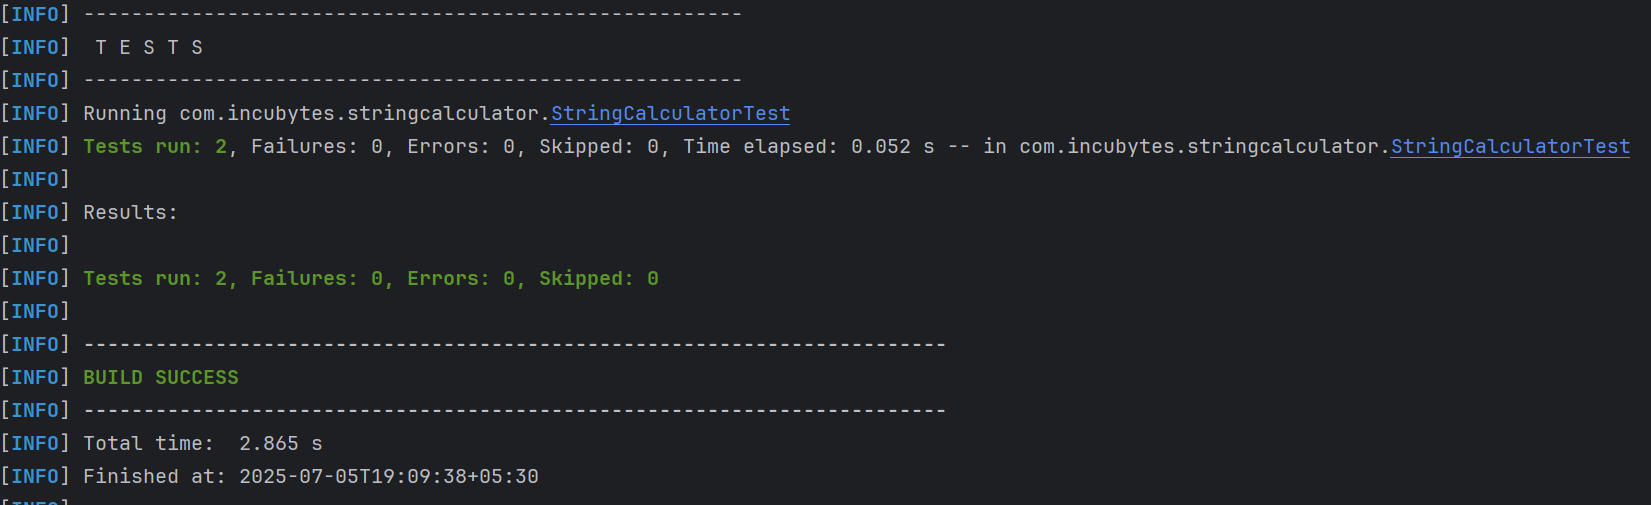 [INFO] -------------------------------------------------------
[INFO]  T E S T S
[INFO] -------------------------------------------------------
[INFO] Running com.incubytes.stringcalculator.StringCalculatorTest
[INFO] Tests run: 2, Failures: 0, Errors: 0, Skipped: 0, Time elapsed: 0.052 s -- in com.incubytes.stringcalculator.StringCalculatorTest
[INFO]
[INFO] Results:
[INFO]
[INFO] Tests run: 2, Failures: 0, Errors: 0, Skipped: 0
[INFO]
[INFO] ------------------------------------------------------------------------
[INFO] BUILD SUCCESS
[INFO] ------------------------------------------------------------------------
[INFO] Total time:  2.865 s
[INFO] Finished at: 2025-07-05T19:09:38+05:30